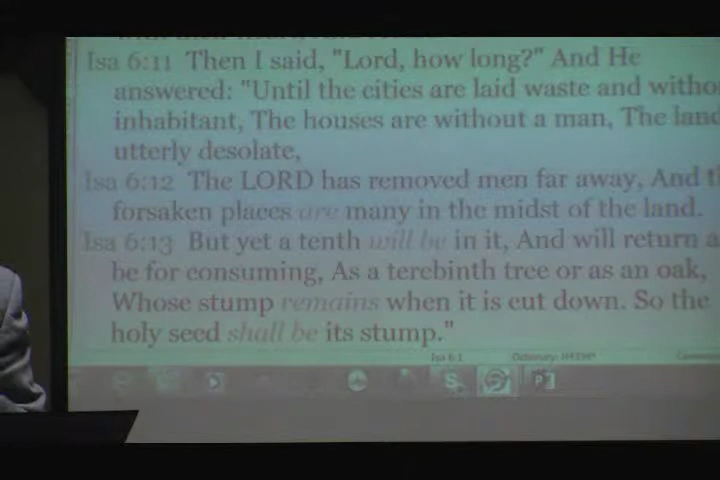 Isa 6:11 Then I said, "Lord, how long?" And He
answered: "Until the cities are laid waste and witho
inhabitant, The houses are without a man, The land
utterly desolate,
Isa 6:12 The LORD has removed men far away, And th
forsaken places are many in the midst of the land.
Isa 6:13 But yet a tenth will be in it, And will return a
be for consuming, As a terebinth tree or as an oak,
Whose stump remains when it is cut down. So the
holy seed shall be its stump."
Isa 6:1